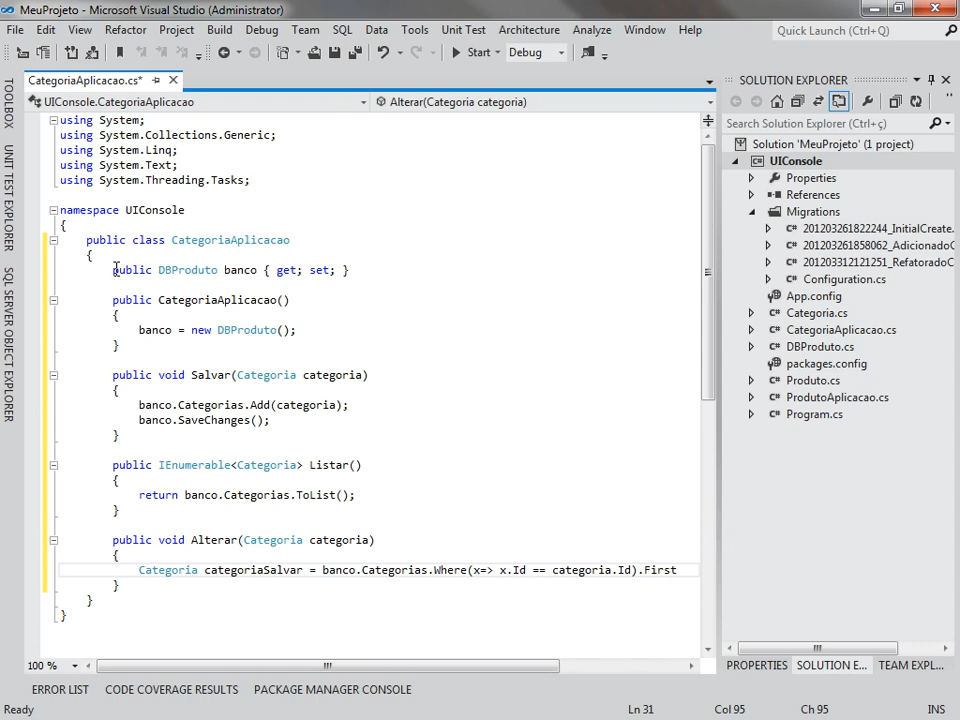 MeuProjeto - Microsoft Visual Studio (Administrator)
File Edit View Refactor Project Build Debug Team SQL Data Tools Unit Test Architecture Analyze Window Help
Quick Launch (Ctrl+Q)
Start Debug
CategoriaAplicacao.cs*
UIConsole.CategoriaAplicacao
Alterar(Categoria categoria)
using System;
using System.Collections.Generic;
using System.Linq;
using System.Text;
using System.Threading.Tasks;
namespace UIConsole
{
public class CategoriaAplicacao
{
public DBProduto banco { get; set; }
public CategoriaAplicacao()
{
banco = new DBProduto();
}
public void Salvar(Categoria categoria)
{
banco.Categorias.Add(categoria);
banco.SaveChanges();
}
public IEnumerable<Categoria> Listar()
{
return banco.Categorias.ToList();
}
public void Alterar(Categoria categoria)
{
Categoria categoriaSalvar = banco.Categorias.Where(x=> x.Id == categoria.Id).First
}
}
}
100 %
TOOLBOX
UNIT TEST EXPLORER
SQL SERVER OBJECT EXPLORER
SOLUTION EXPLORER
Search Solution Explorer (Ctrl+ç)
Solution 'MeuProjeto' (1 project)
UIConsole
Properties
References
Migrations
201203261822244_InitialCreate.
201203261858062_AdicionadoC
201203312121351_RefatoradoC
Configuration.cs
App.config
Categoria.cs
CategoriaAplicacao.cs
DBProduto.cs
packages.config
Produto.cs
ProdutoAplicacao.cs
Program.cs
PROPERTIES SOLUTION E... TEAM EXPL...
ERROR LIST CODE COVERAGE RESULTS PACKAGE MANAGER CONSOLE
Ready Ln 31 Col 95 Ch 95 INS